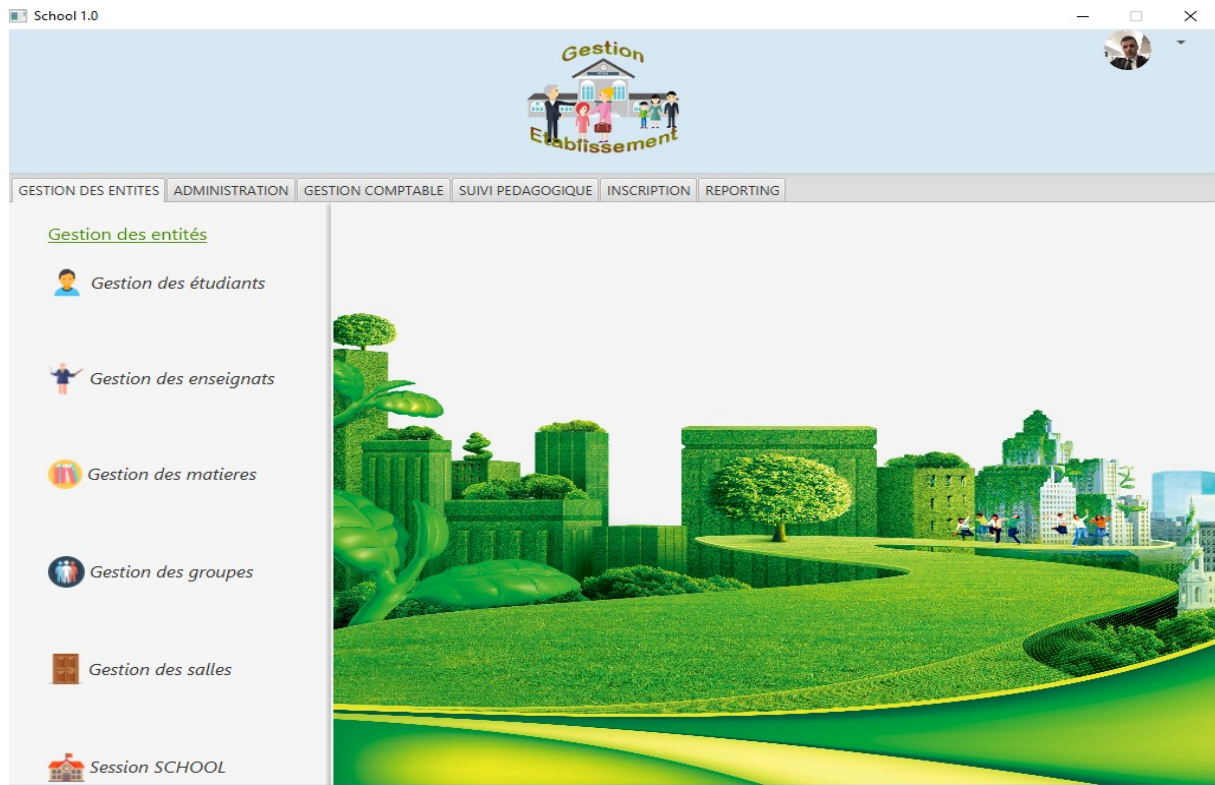 School 1.0
Gestion
Etablissement
GESTION DES ENTITES ADMINISTRATION GESTION COMPTABLE SUIVI PEDAGOGIQUE INSCRIPTION REPORTING
Gestion des entités
Gestion des étudiants
Gestion des enseignats
Gestion des matieres
Gestion des groupes
Gestion des salles
Session SCHOOL